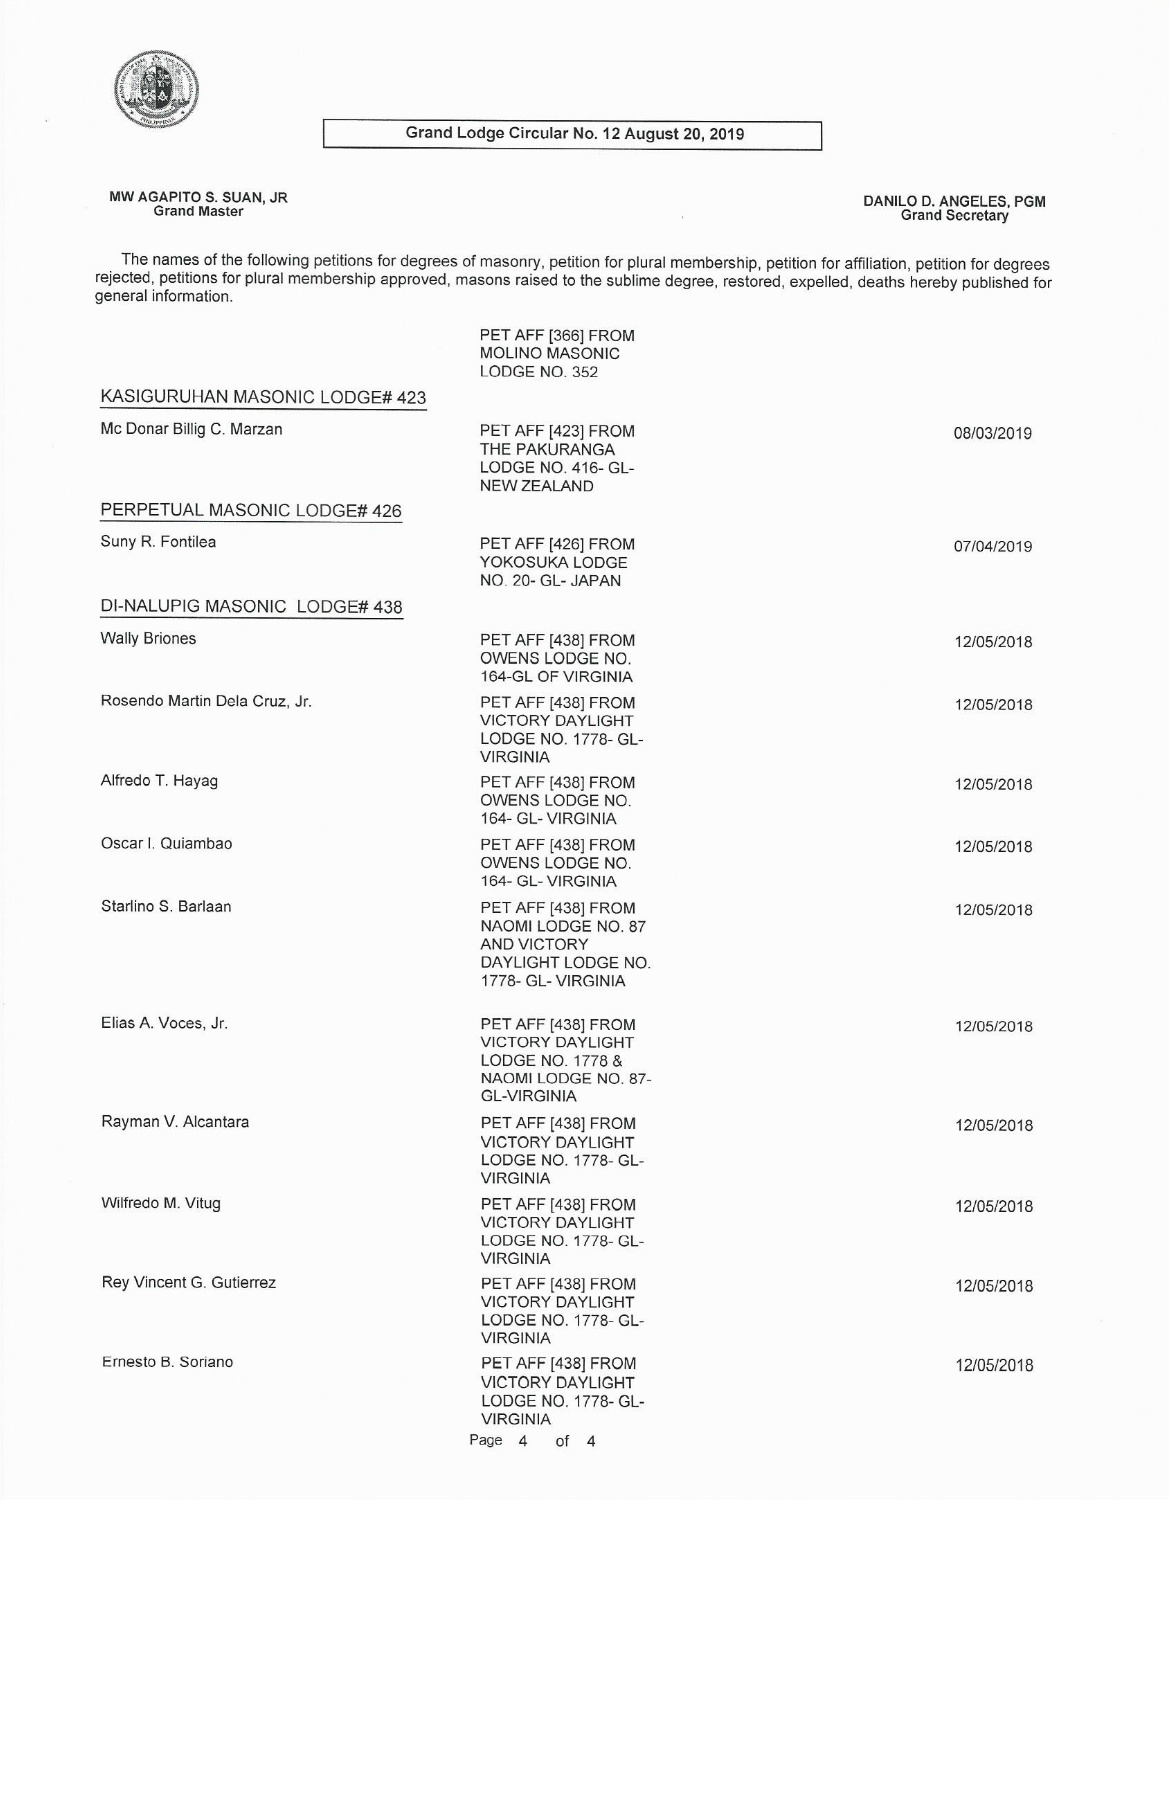 PHILIPPINES
Grand Lodge Circular No. 12 August 20, 2019
MW AGAPITO S. SUAN, JR
Grand Master
DANILO D. ANGELES, PGM
Grand Secretary
The names of the following petitions for degrees of masonry, petition for plural membership, petition for affiliation, petition for degrees
rejected, petitions for plural membership approved, masons raised to the sublime degree, restored, expelled, deaths hereby published for
general information.
PET AFF [366] FROM
MOLINO MASONIC
LODGE NO. 352
KASIGURUHAN MASONIC LODGE# 423
Mc Donar Billig C. Marzan PET AFF [423] FROM 08/03/2019
THE PAKURANGA
LODGE NO. 416- GL-
NEW ZEALAND
PERPETUAL MASONIC LODGE# 426
Suny R. Fontilea PET AFF [426] FROM 07/04/2019
YOKOSUKA LODGE
NO. 20- GL- JAPAN
DI-NALUPIG MASONIC LODGE# 438
Wally Briones PET AFF [438] FROM 12/05/2018
OWENS LODGE NO.
164-GL OF VIRGINIA
Rosendo Martin Dela Cruz, Jr. PET AFF [438] FROM 12/05/2018
VICTORY DAYLIGHT
LODGE NO. 1778- GL-
VIRGINIA
Alfredo T. Hayag PET AFF [438] FROM 12/05/2018
OWENS LODGE NO.
164- GL- VIRGINIA
Oscar I. Quiambao PET AFF [438] FROM 12/05/2018
OWENS LODGE NO.
164- GL- VIRGINIA
Starlino S. Barlaan PET AFF [438] FROM 12/05/2018
NAOMI LODGE NO. 87
AND VICTORY
DAYLIGHT LODGE NO.
1778- GL- VIRGINIA
Elias A. Voces, Jr. PET AFF [438] FROM 12/05/2018
VICTORY DAYLIGHT
LODGE NO. 1778 &
NAOMI LODGE NO. 87-
GL-VIRGINIA
Rayman V. Alcantara PET AFF [438] FROM 12/05/2018
VICTORY DAYLIGHT
LODGE NO. 1778- GL-
VIRGINIA
Wilfredo M. Vitug PET AFF [438] FROM 12/05/2018
VICTORY DAYLIGHT
LODGE NO. 1778- GL-
VIRGINIA
Rey Vincent G. Gutierrez PET AFF [438] FROM 12/05/2018
VICTORY DAYLIGHT
LODGE NO. 1778- GL-
VIRGINIA
Ernesto B. Soriano PET AFF [438] FROM 12/05/2018
VICTORY DAYLIGHT
LODGE NO. 1778- GL-
VIRGINIA
Page 4 of 4